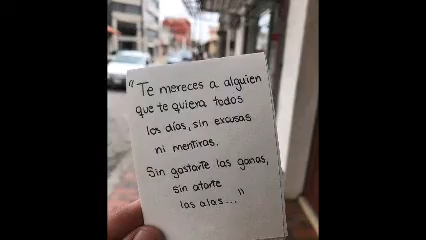 "Te mereces a alguien
que te quiera todos
los días, sin excusas
ni mentiras.
Sin gastarte las ganas,
sin atarte
las alas..."